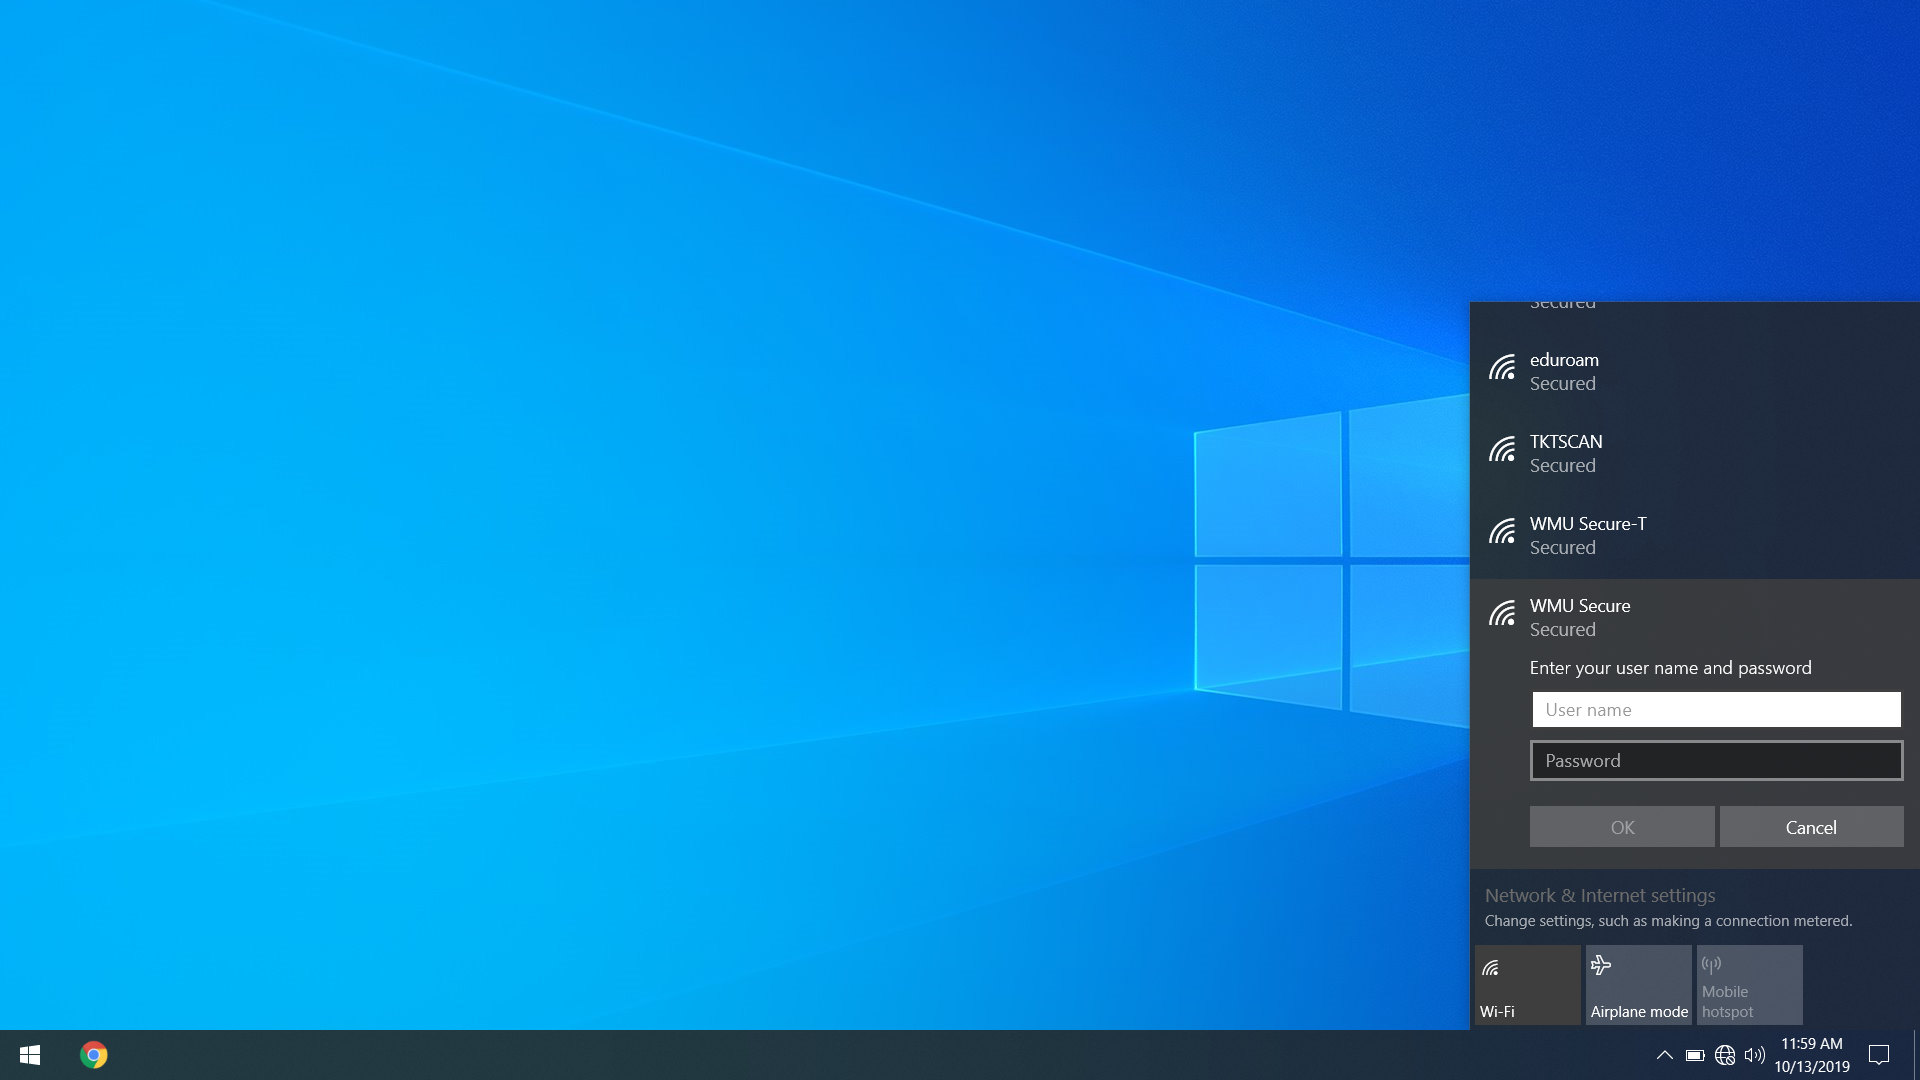 Secured
eduroam
Secured
TKTSCAN
Secured
WMU Secure-T
Secured
WMU Secure
Secured
Enter your user name and password
User name
Password
OK
Cancel
Network & Internet settings
Change settings, such as making a connection metered.
Wi-Fi
Airplane mode
Mobile
hotspot
11:59 AM
10/13/2019